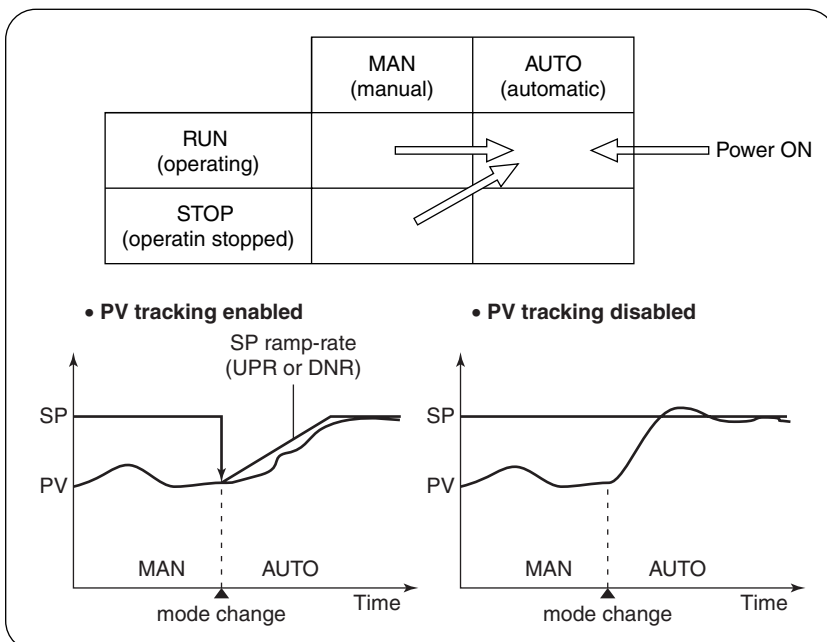 MAN
(manual)
AUTO
(automatic)
RUN
(operating)
Power ON
STOP
(operatin stopped)
• PV tracking enabled
SP ramp-rate
(UPR or DNR)
SP
PV
MAN
AUTO
Time
mode change
• PV tracking disabled
SP
PV
MAN
AUTO
Time
mode change